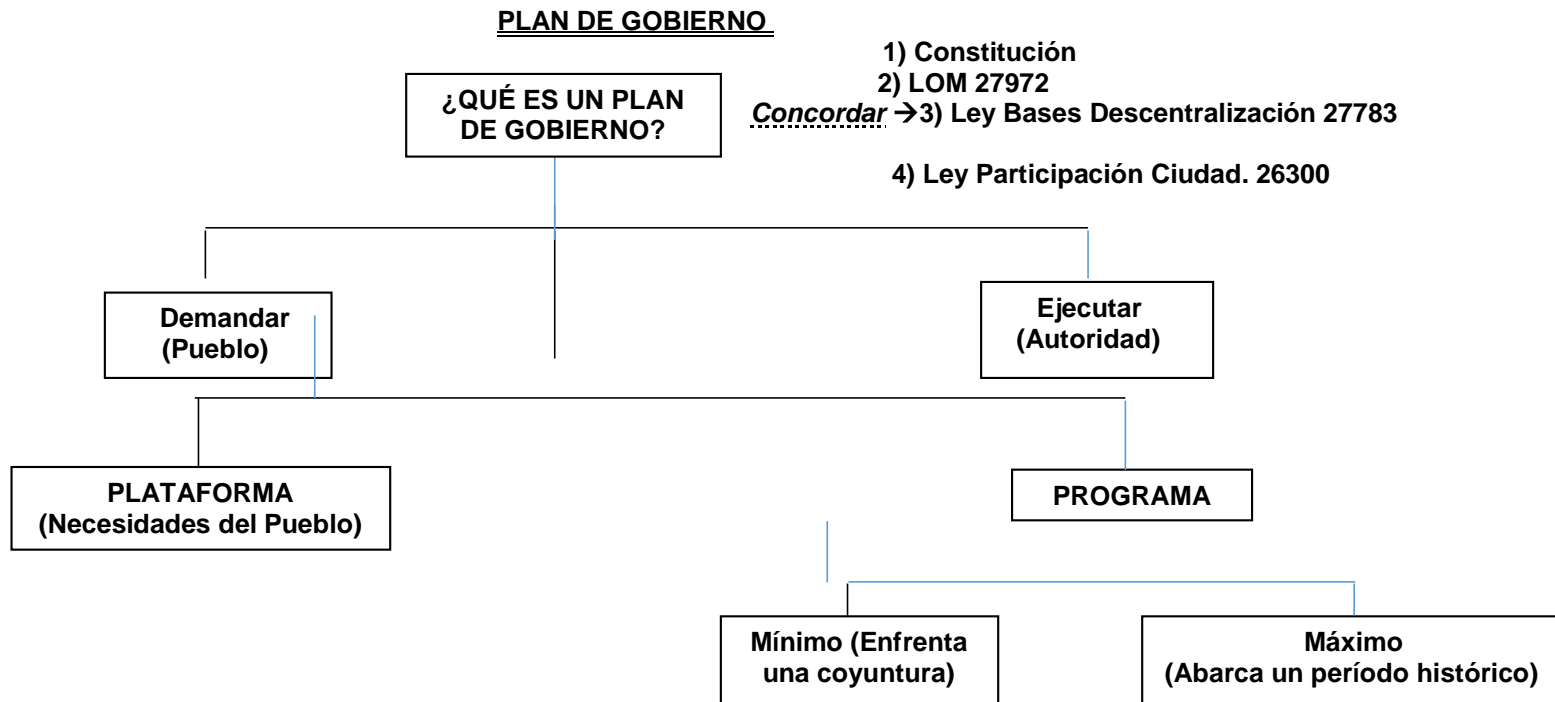 PLAN DE GOBIERNO
1) Constitución
2) LOM 27972
¿QUÉ ES UN PLAN
DE GOBIERNO?
Concordar →3) Ley Bases Descentralización 27783
4) Ley Participación Ciudad. 26300
Demandar
(Pueblo)
Ejecutar
(Autoridad)
PLATAFORMA
(Necesidades del Pueblo)
PROGRAMA
Mínimo (Enfrenta
una coyuntura)
Máximo
(Abarca un período histórico)